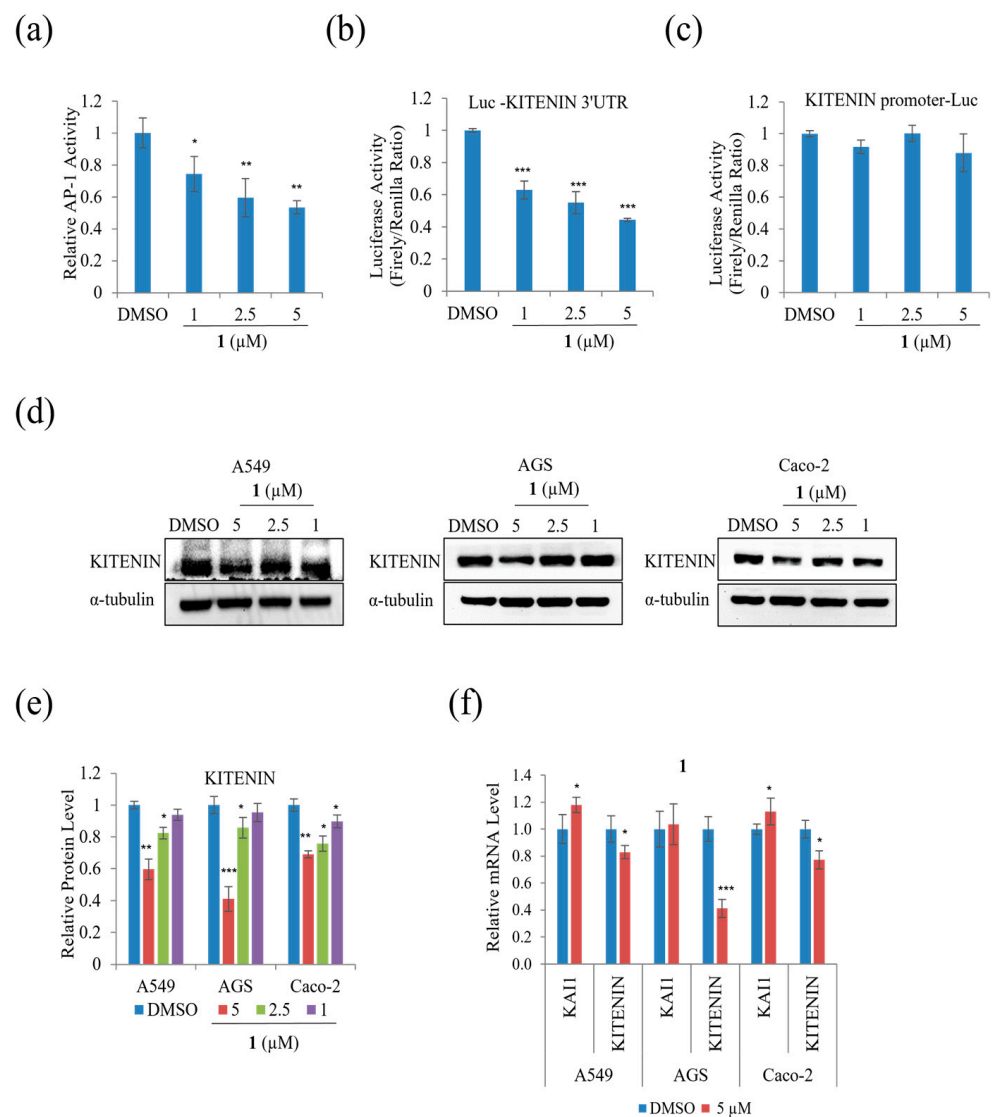 (a)
(b)
(c)
1.2
1
0.8
0.6
0.4
0.2
0
Relative AP-1 Activity
*
**
**
DMSO
1
2.5
5
1 (µM)
Luc -KITENIN 3'UTR
1.2
1
0.8
0.6
0.4
0.2
0
Luciferase Activity
(Firely/Renilla Ratio)
***
***
***
DMSO
1
2.5
5
1 (µM)
KITENIN promoter-Luc
1.2
1
0.8
0.6
0.4
0.2
0
Luciferase Activity
(Firely/Renilla Ratio)
DMSO
1
2.5
5
1 (µM)
(d)
A549
1 (µM)
DMSO 5 2.5 1
KITENIN
α-tubulin
AGS
1 (µM)
DMSO 5 2.5 1
KITENIN
α-tubulin
Caco-2
1 (µM)
DMSO 5 2.5 1
KITENIN
α-tubulin
(e)
KITENIN
1.2
1
0.8
0.6
0.4
0.2
0
Relative Protein Level
**
*
***
*
**
*
*
A549
AGS
Caco-2
DMSO 5 2.5 1
1 (µM)
(f)
1
1.4
1.2
1.0
0.8
0.6
0.4
0.2
0.0
Relative mRNA Level
*
*
***
*
*
KAI1
KITENIN
KAI1
KITENIN
KAI1
KITENIN
A549
AGS
Caco-2
DMSO 5 µM